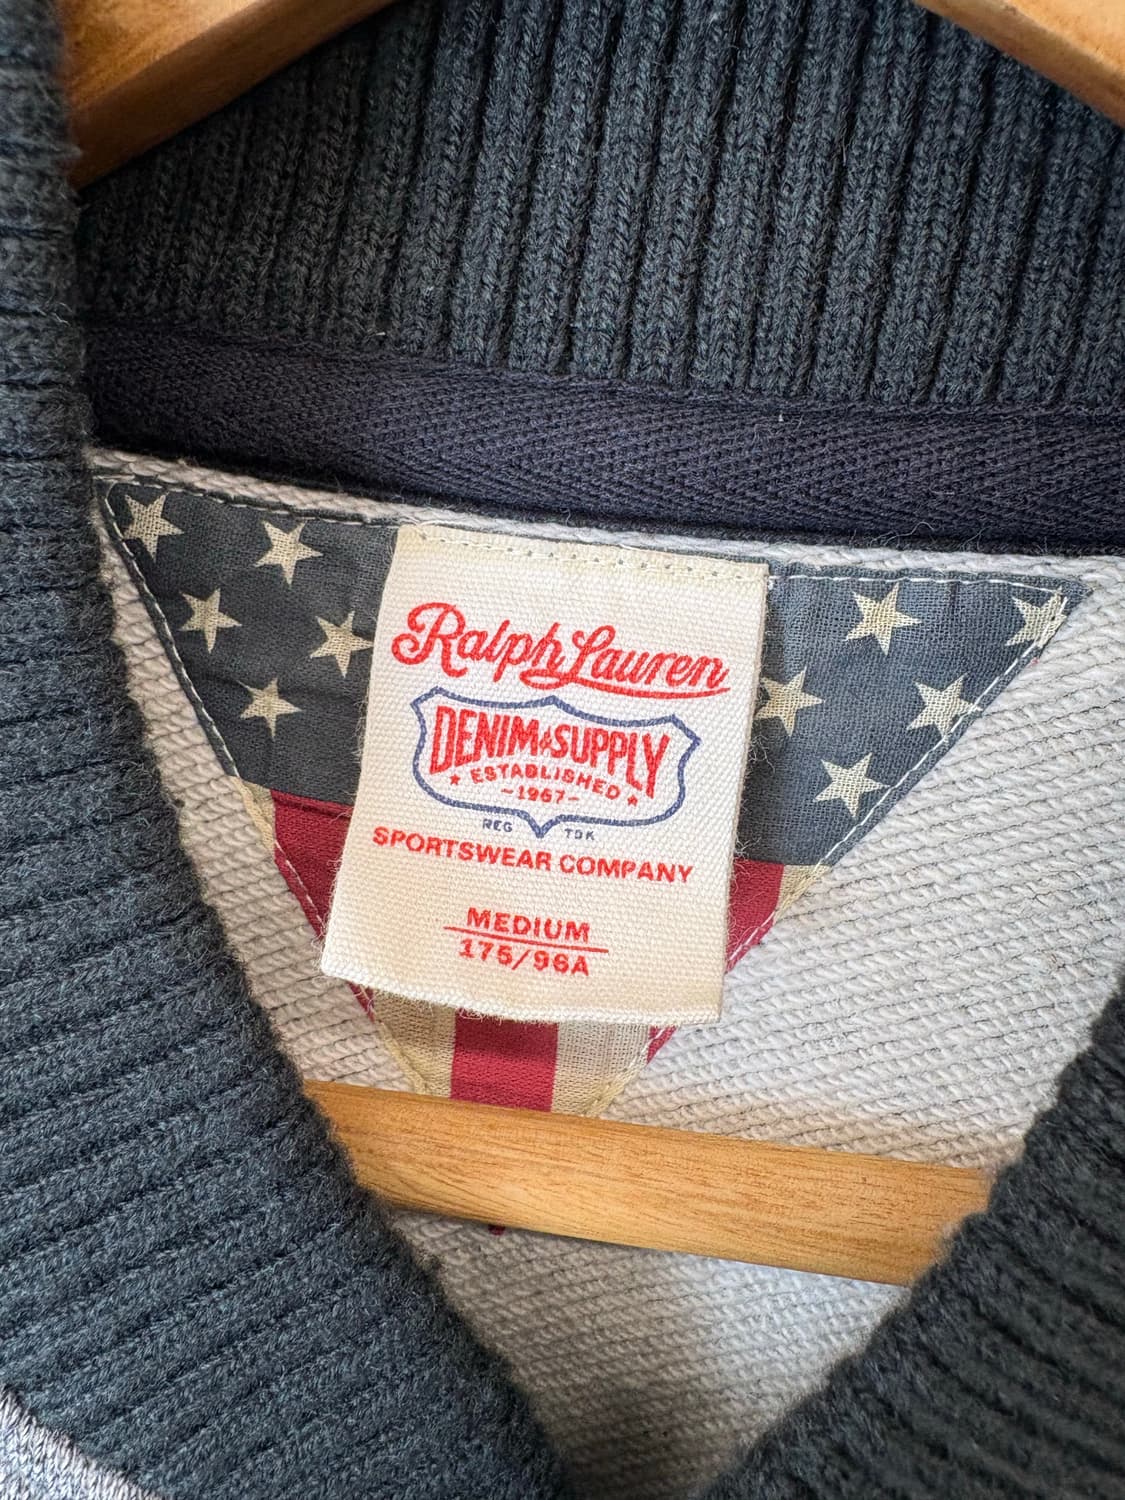 Ralph Lauren
DENIM & SUPPLY
★ ESTABLISHED ★
-1967-
REG TDK
SPORTSWEAR COMPANY
MEDIUM
175/96A